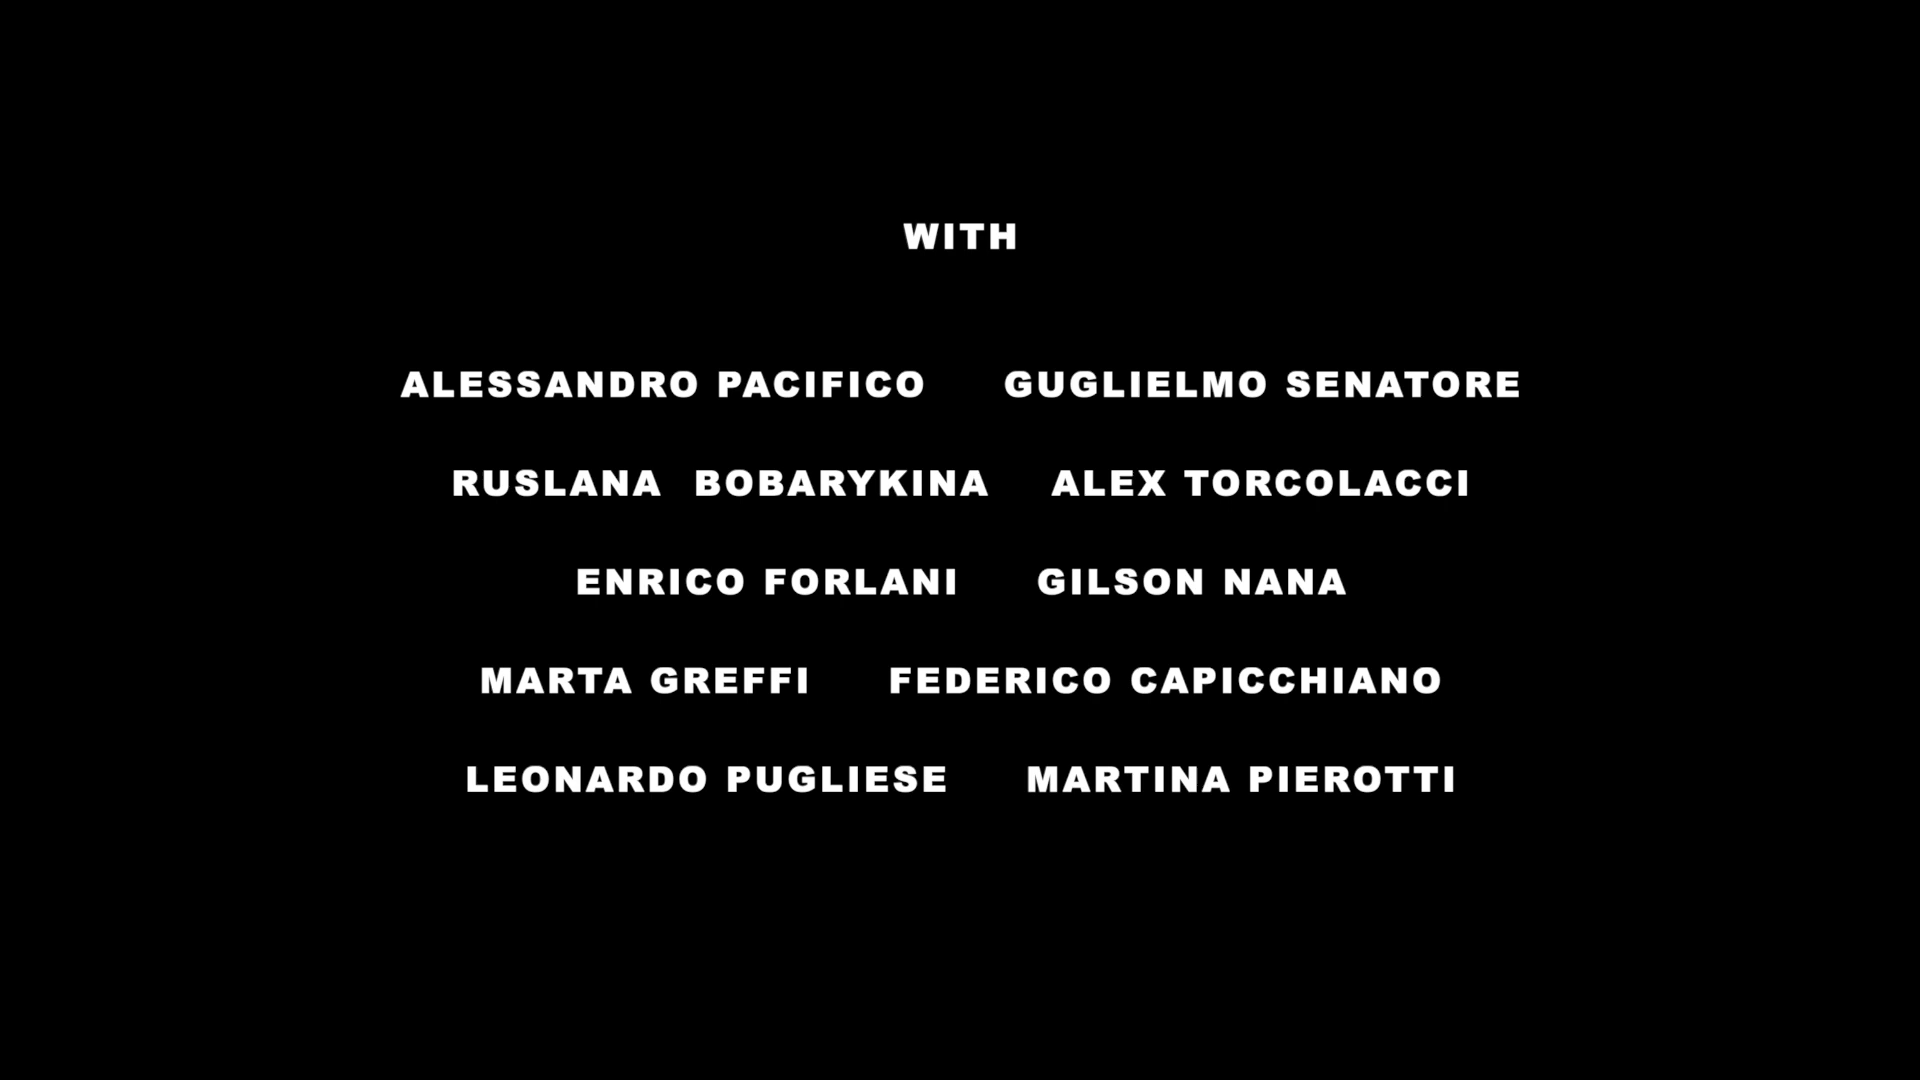 WITH
ALESSANDRO PACIFICO GUGLIELMO SENATORE
RUSLANA BOBARYKINA ALEX TORCOLACCI
ENRICO FORLANI GILSON NANA
MARTA GREFFI FEDERICO CAPICCHIANO
LEONARDO PUGLIESE MARTINA PIEROTTI